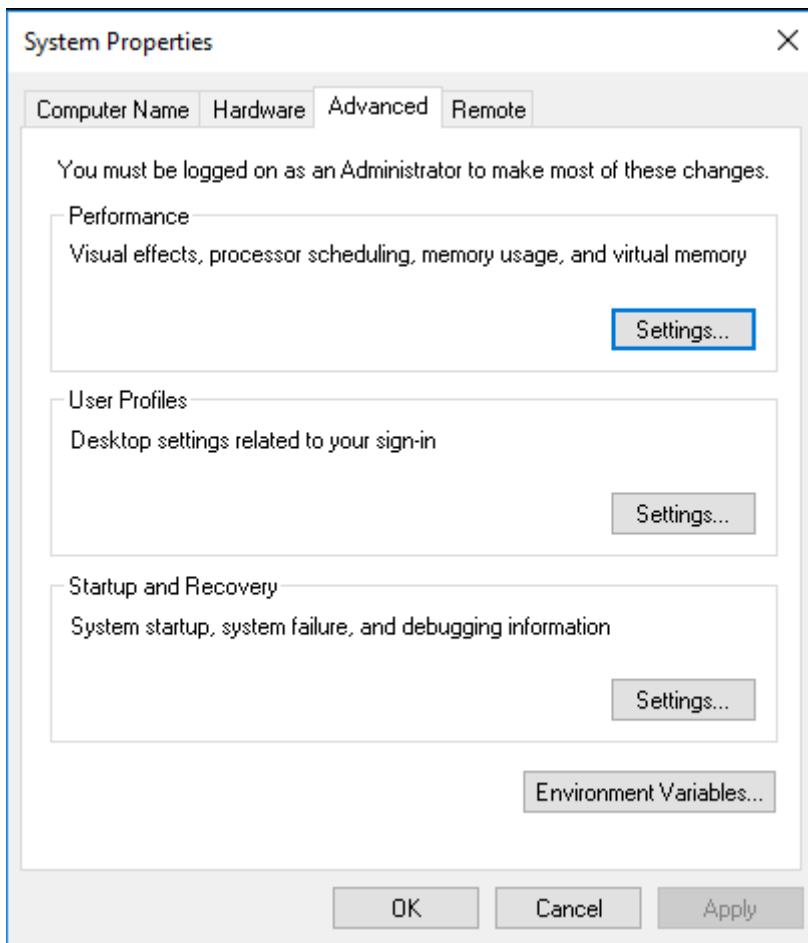 System Properties
Computer Name Hardware Advanced Remote
You must be logged on as an Administrator to make most of these changes.
Performance
Visual effects, processor scheduling, memory usage, and virtual memory
Settings...
User Profiles
Desktop settings related to your sign-in
Settings...
Startup and Recovery
System startup, system failure, and debugging information
Settings...
Environment Variables...
OK Cancel Apply